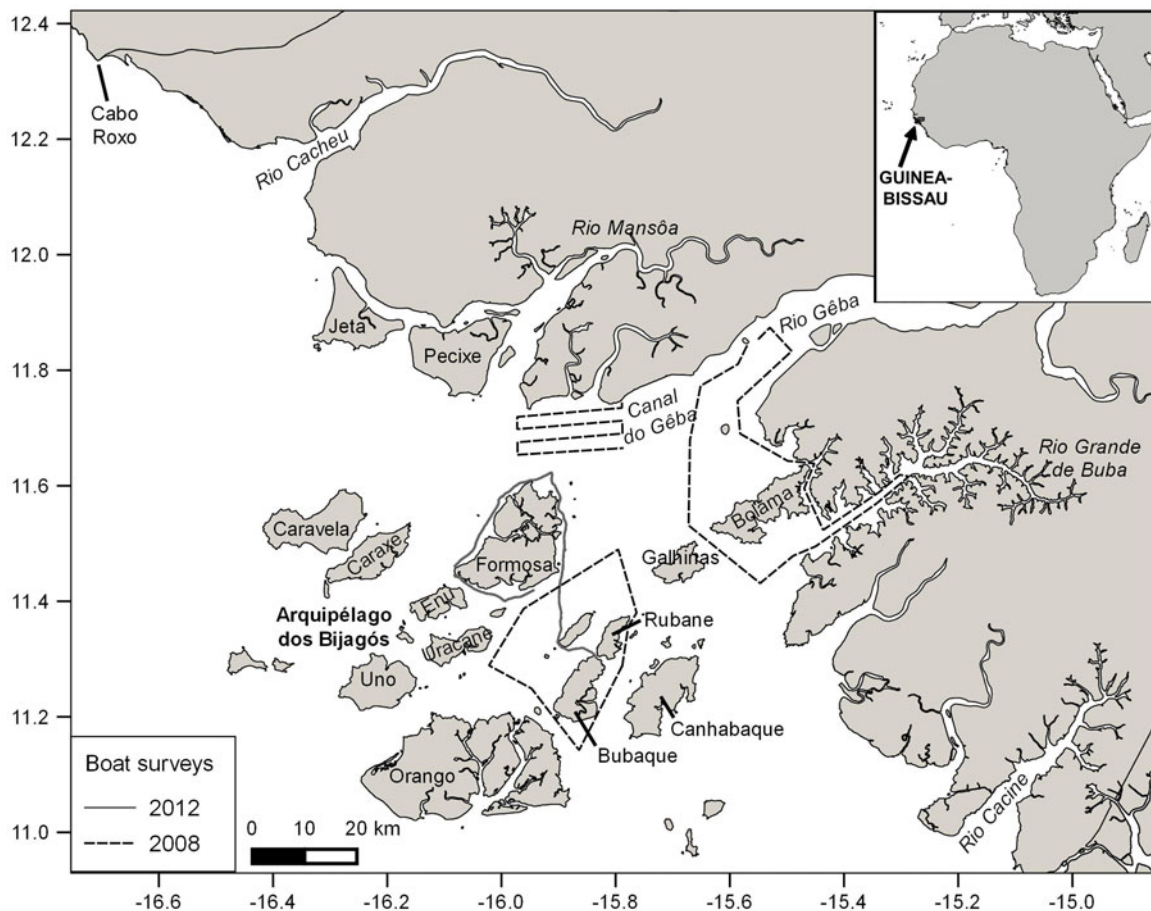 12.4
12.2
12.0
11.8
11.6
11.4
11.2
11.0
Cabo
Roxo
Rio Cacheu
Rio Mansôa
GUINEA-
BISSAU
Jeta
Pecixe
Rio Gêba
Canal
do Gêba
Rio Grande
de Buba
Bolama
Caravela
Caraxe
Formosa
Galhinas
Enu
Arquipélago
dos Bijagós
Uracane
Rubane
Uno
Canhabaque
Bubaque
Orango
Rio Cacine
Boat surveys
2012
2008
0 10 20 km
-16.6 -16.4 -16.2 -16.0 -15.8 -15.6 -15.4 -15.2 -15.0